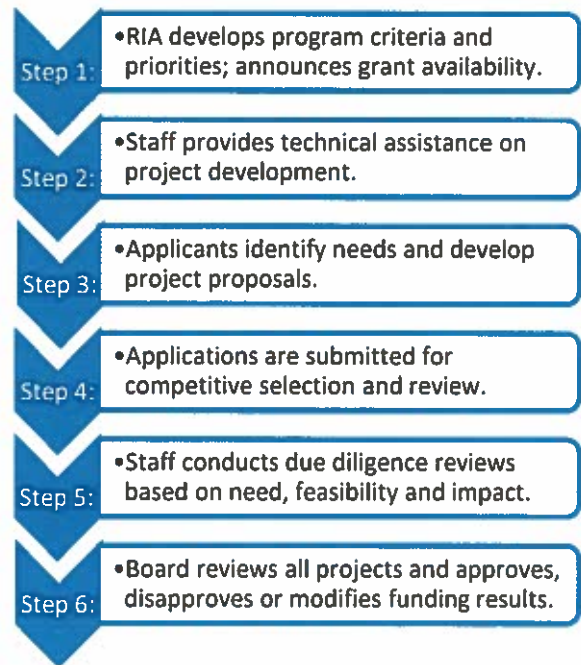 Step 1:
•RIA develops program criteria and
priorities; announces grant availability.
Step 2:
•Staff provides technical assistance on
project development.
Step 3:
•Applicants identify needs and develop
project proposals.
Step 4:
•Applications are submitted for
competitive selection and review.
Step 5:
•Staff conducts due diligence reviews
based on need, feasibility and impact.
Step 6:
•Board reviews all projects and approves,
disapproves or modifies funding results.